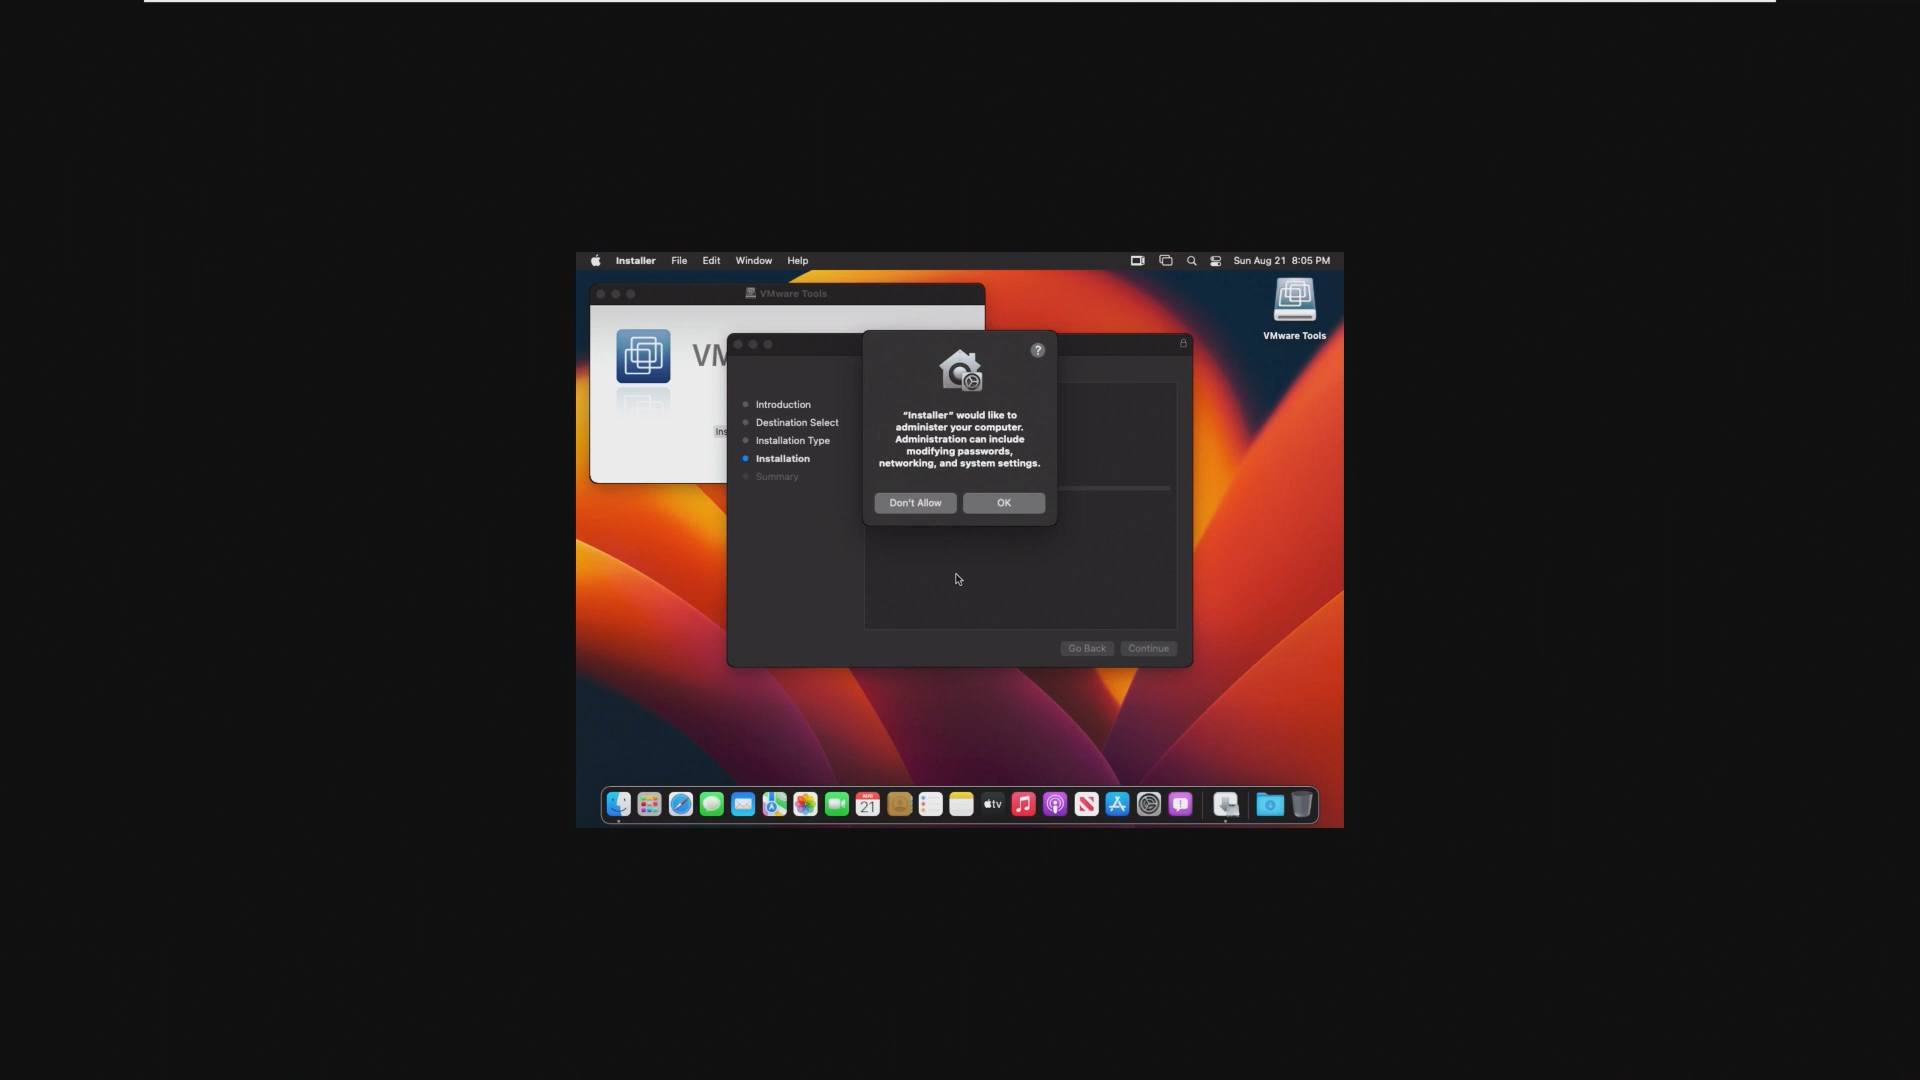 Installer File Edit Window Help
Sun Aug 21 8:05 PM
VMware Tools
VMware Tools
VM
Ins
Introduction
Destination Select
Installation Type
Installation
Summary
?
“Installer” would like to
administer your computer.
Administration can include
modifying passwords,
networking, and system settings.
Don't Allow OK
Go Back Continue
AUG
21
tv